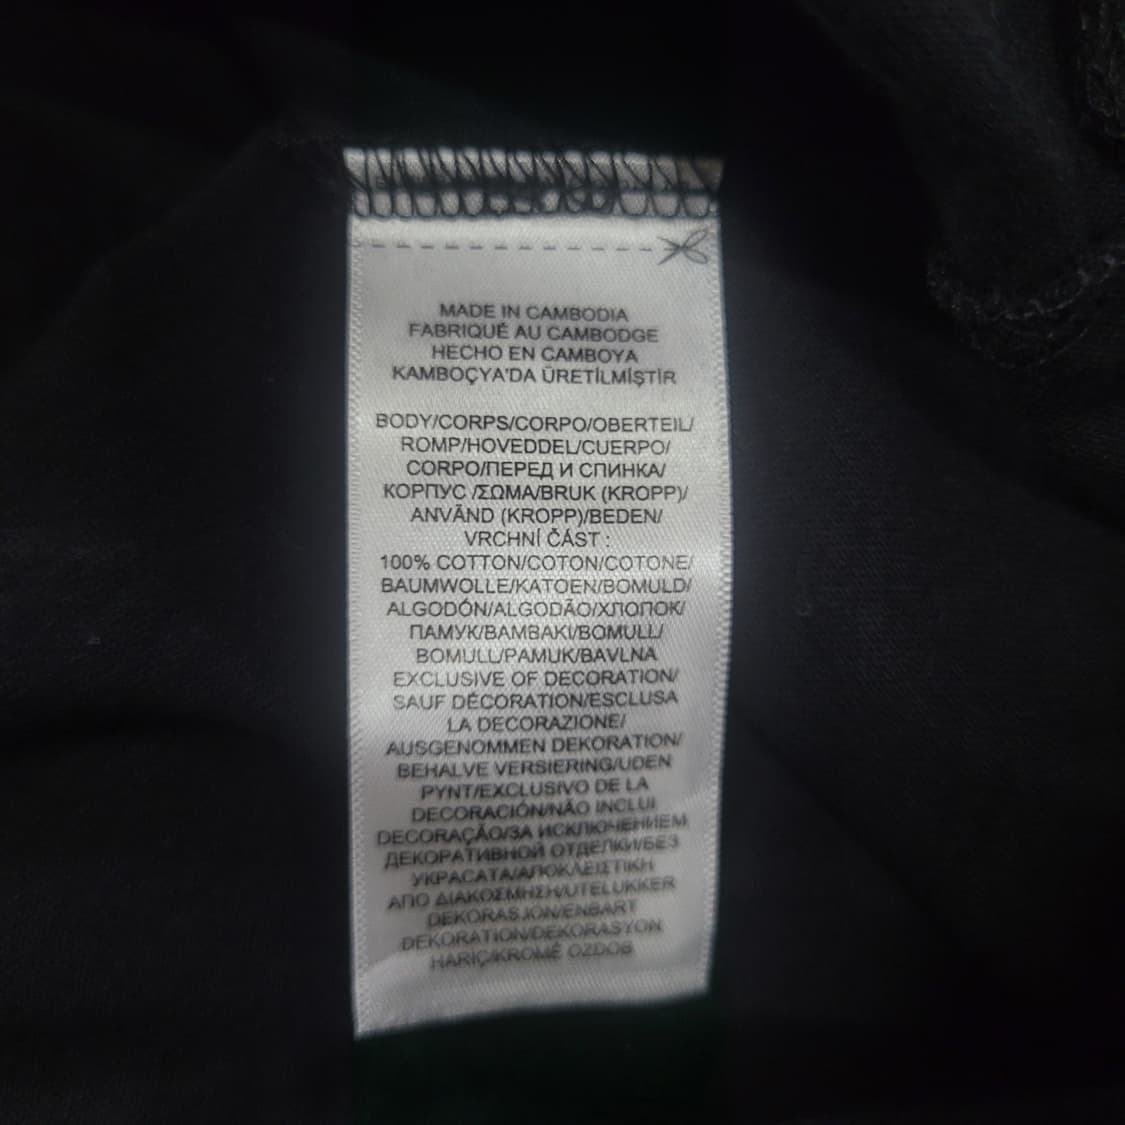 MADE IN CAMBODIA
FABRIQUÉ AU CAMBODGE
HECHO EN CAMBOYA
KAMBOÇYA'DA ÜRETİLMİŞTİR
BODY/CORPS/CORPO/OBERTEIL/
ROMP/HOVEDDEL/CUERPO/
CORPO/ПЕРЕД И СПИНКА/
КОРПУС /ΣΩΜΑ/BRUK (KROPP)/
ANVÄND (KROPP)/BEDEN/
VRCHNÍ ČÁST :
100% COTTON/COTON/COTONE/
BAUMWOLLE/KATOEN/BOMULD/
ALGODÓN/ALGODÃO/ХЛОПОК/
ПАМУК/BAMBAKI/BOMULL/
BOMULL/PAMUK/BAVLNA
EXCLUSIVE OF DECORATION/
SAUF DÉCORATION/ESCLUSA
LA DECORAZIONE/
AUSGENOMMEN DEKORATION/
BEHALVE VERSIERING/UDEN
PYNT/EXCLUSIVO DE LA
DECORACIÓN/NÃO INCLUI
DECORAÇÃO/ЗА ИСКЛЮЧЕНИЕМ
ДЕКОРАТИВНОЙ ОТДЕЛКИ/БЕЗ
УКРАСАТА/ΑΠΟΚΛΕΙΣΤΙΚΗ
ΑΠΟ ΔΙΑΚΟΣΜΗΣΗ/UTELUKKER
DEKORASJON/ENBART
DEKORATION/DEKORASYON
HARİÇ/KROMĚ OZDOB